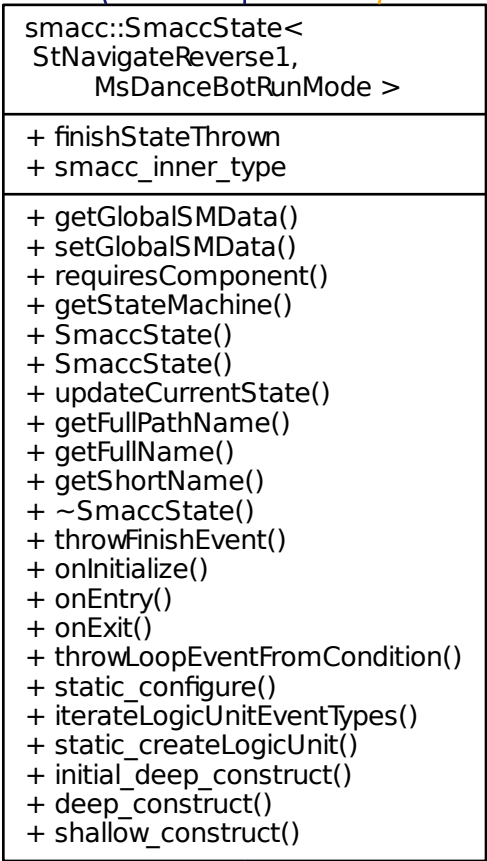 smacc::SmaccState<
StNavigateReverse1,
MsDanceBotRunMode >
+ finishStateThrown
+ smacc_inner_type
+ getGlobalSMData()
+ setGlobalSMData()
+ requiresComponent()
+ getStateMachine()
+ SmaccState()
+ SmaccState()
+ updateCurrentState()
+ getFullPathName()
+ getFullName()
+ getShortName()
+ ~SmaccState()
+ throwFinishEvent()
+ onInitialize()
+ onEntry()
+ onExit()
+ throwLoopEventFromCondition()
+ static_configure()
+ iterateLogicUnitEventTypes()
+ static_createLogicUnit()
+ initial_deep_construct()
+ deep_construct()
+ shallow_construct()